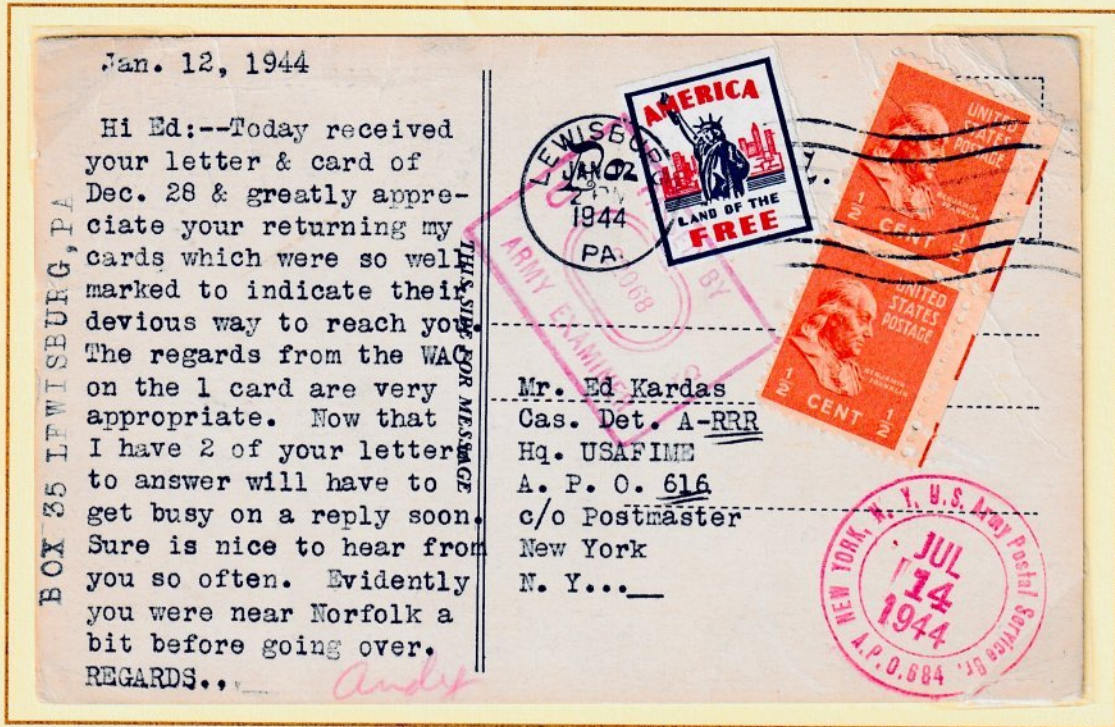 Jan. 12, 1944
Hi Ed:--Today received
your letter & card of
Dec. 28 & greatly appre-
ciate your returning my
cards which were so well
marked to indicate their
devious way to reach you.
The regards from the WAC
on the 1 card are very
appropriate. Now that
I have 2 of your letters
to answer will have to
get busy on a reply soon.
Sure is nice to hear from
you so often. Evidently
you were near Norfolk a
bit before going over.
REGARDS..
Andy
BOX 35 LEWISBURG, PA
THIS SIDE FOR MESSAGE
LEWISBURG
JAN 12
1944
PA.
AMERICA
LAND OF THE
FREE
BY
ARMY EXAMINER
UNITED
STATES
POSTAGE
BENJAMIN
FRANKLIN
1/2 CENT 1/2
UNITED
STATES
POSTAGE
BENJAMIN
FRANKLIN
1/2 CENT 1/2
Mr. Ed Kardas
Cas. Det. A-RRR
Hq. USAFIME
A. P. O. 616
c/o Postmaster
New York
N. Y...
NEW YORK, N. Y. U.S. Army Postal Service Br.
JUL
14
1944
A.P.O. 684